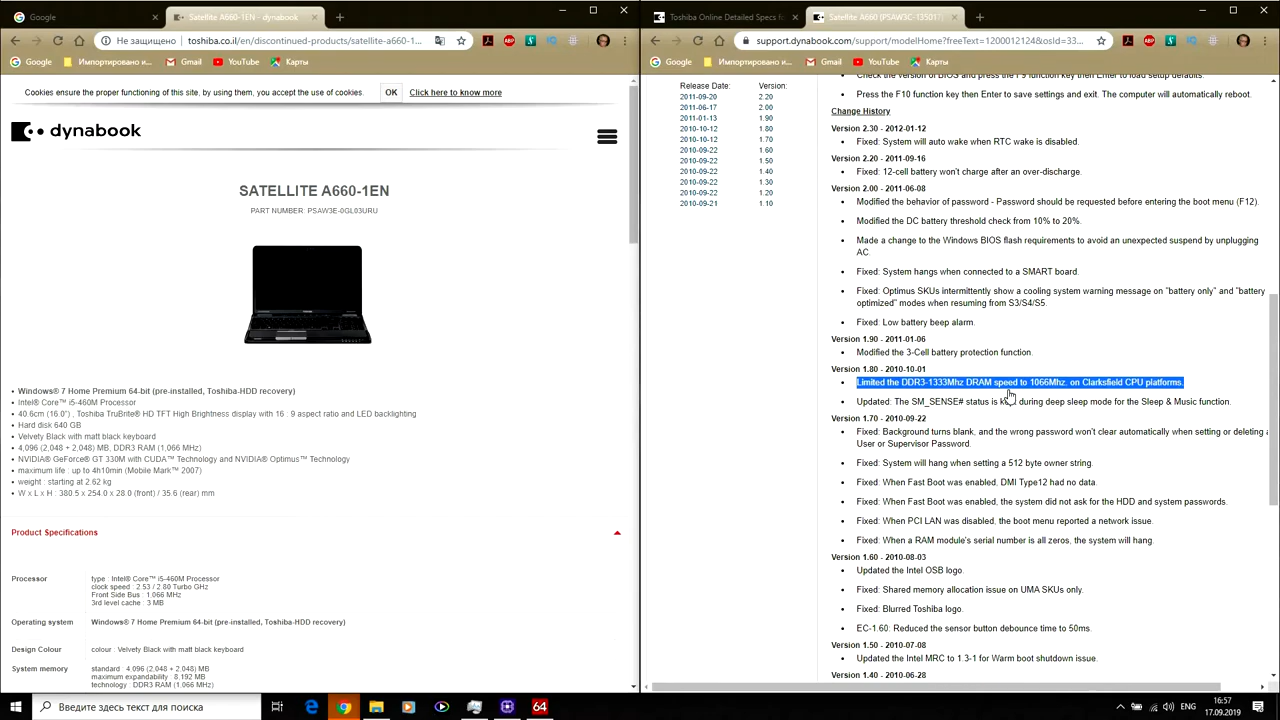 Google
Satellite A660-1EN - dynabook
Не защищено
toshiba.co.il/en/discontinued-products/satellite-a660-1...
Google
Импортировано и
Gmail
YouTube
Карты
Cookies ensure the proper functioning of this site, by using them, you accept the use of cookies.
OK
Click here to know more
dynabook
SATELLITE A660-1EN
PART NUMBER: PSAW3E-0GL03URU
• Windows® 7 Home Premium 64-bit (pre-installed, Toshiba-HDD recovery)
• Intel® Core™ i5-460M Processor
• 40.6cm (16.0") , Toshiba TruBrite® HD TFT High Brightness display with 16 : 9 aspect ratio and LED backlighting
• Hard disk 640 GB
• Velvety Black with matt black keyboard
• 4,096 (2,048 + 2,048) MB, DDR3 RAM (1,066 MHz)
• NVIDIA® GeForce® GT 330M with CUDA™ Technology and NVIDIA® Optimus™ Technology
• maximum life : up to 4h10min (Mobile Mark™ 2007)
• weight : starting at 2.62 kg
• W x L x H : 380.5 x 254.0 x 28.0 (front) / 35.6 (rear) mm
Product Specifications
Processor
type : Intel® Core™ i5-460M Processor
clock speed : 2.53 / 2.80 Turbo GHz
Front Side Bus : 1,066 MHz
3rd level cache : 3 MB
Operating system
Windows® 7 Home Premium 64-bit (pre-installed, Toshiba-HDD recovery)
Design Colour
colour : Velvety Black with matt black keyboard
System memory
standard : 4,096 (2,048 + 2,048) MB
maximum expandability : 8,192 MB
technology : DDR3 RAM (1,066 MHz)
Toshiba Online Detailed Specs f
Satellite A660 (PSAW3C-13501
support.dynabook.com/support/modelHome?freeText=1200012124&osId=33...
Google
Импортировано и
Gmail
YouTube
Карты
Release Date: Version:
2011-09-20 2.20
2011-06-17 2.00
2011-01-13 1.90
2010-10-12 1.80
2010-10-12 1.70
2010-09-22 1.60
2010-09-22 1.50
2010-09-22 1.40
2010-09-22 1.30
2010-09-22 1.20
2010-09-21 1.10
Check the version of BIOS and press the F9 function key then Enter to load setup defaults.
• Press the F10 function key then Enter to save settings and exit. The computer will automatically reboot.
Change History
Version 2.30 - 2012-01-12
• Fixed: System will auto wake when RTC wake is disabled.
Version 2.20 - 2011-09-16
• Fixed: 12-cell battery won't charge after an over-discharge.
Version 2.00 - 2011-06-08
• Modified the behavior of password - Password should be requested before entering the boot menu (F12).
• Modified the DC battery threshold check from 10% to 20%.
• Made a change to the Windows BIOS flash requirements to avoid an unexpected suspend by unplugging
AC.
• Fixed: System hangs when connected to a SMART board.
• Fixed: Optimus SKUs intermittently show a cooling system warning message on "battery only" and "battery
optimized" modes when resuming from S3/S4/S5.
• Fixed: Low battery beep alarm.
Version 1.90 - 2011-01-06
• Modified the 3-Cell battery protection function.
Version 1.80 - 2010-10-01
• Limited the DDR3-1333Mhz DRAM speed to 1066Mhz, on Clarksfield CPU platforms.
• Updated: The SM_SENSE# status is kept during deep sleep mode for the Sleep & Music function.
Version 1.70 - 2010-09-22
• Fixed: Background turns blank, and the wrong password won't clear automatically when setting or deleting a
User or Supervisor Password.
• Fixed: System will hang when setting a 512 byte owner string.
• Fixed: When Fast Boot was enabled, DMI Type12 had no data.
• Fixed: When Fast Boot was enabled, the system did not ask for the HDD and system passwords.
• Fixed: When PCI LAN was disabled, the boot menu reported a network issue.
• Fixed: When a RAM module's serial number is all zeros, the system will hang.
Version 1.60 - 2010-08-03
• Updated the Intel OSB logo.
• Fixed: Shared memory allocation issue on UMA SKUs only.
• Fixed: Blurred Toshiba logo.
• EC-1.60: Reduced the sensor button debounce time to 50ms.
Version 1.50 - 2010-07-08
• Updated the Intel MRC to 1.3-1 for Warm boot shutdown issue.
Version 1.40 - 2010-06-28
Введите здесь текст для поиска
64
ENG
16:57
17.09.2019